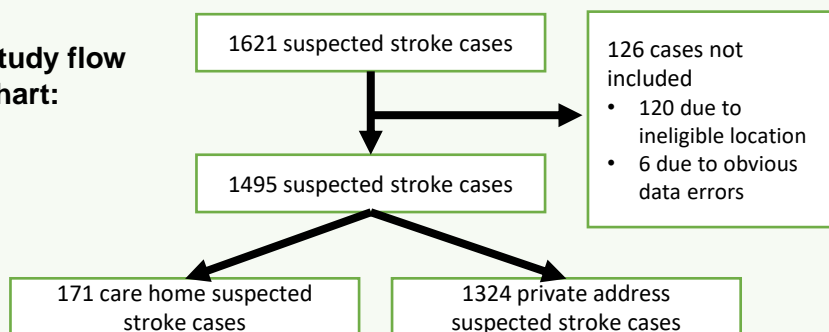 tudy flow
hart:
1621 suspected stroke cases
126 cases not
included
• 120 due to
ineligible location
• 6 due to obvious
data errors
1495 suspected stroke cases
171 care home suspected
stroke cases
1324 private address
suspected stroke cases